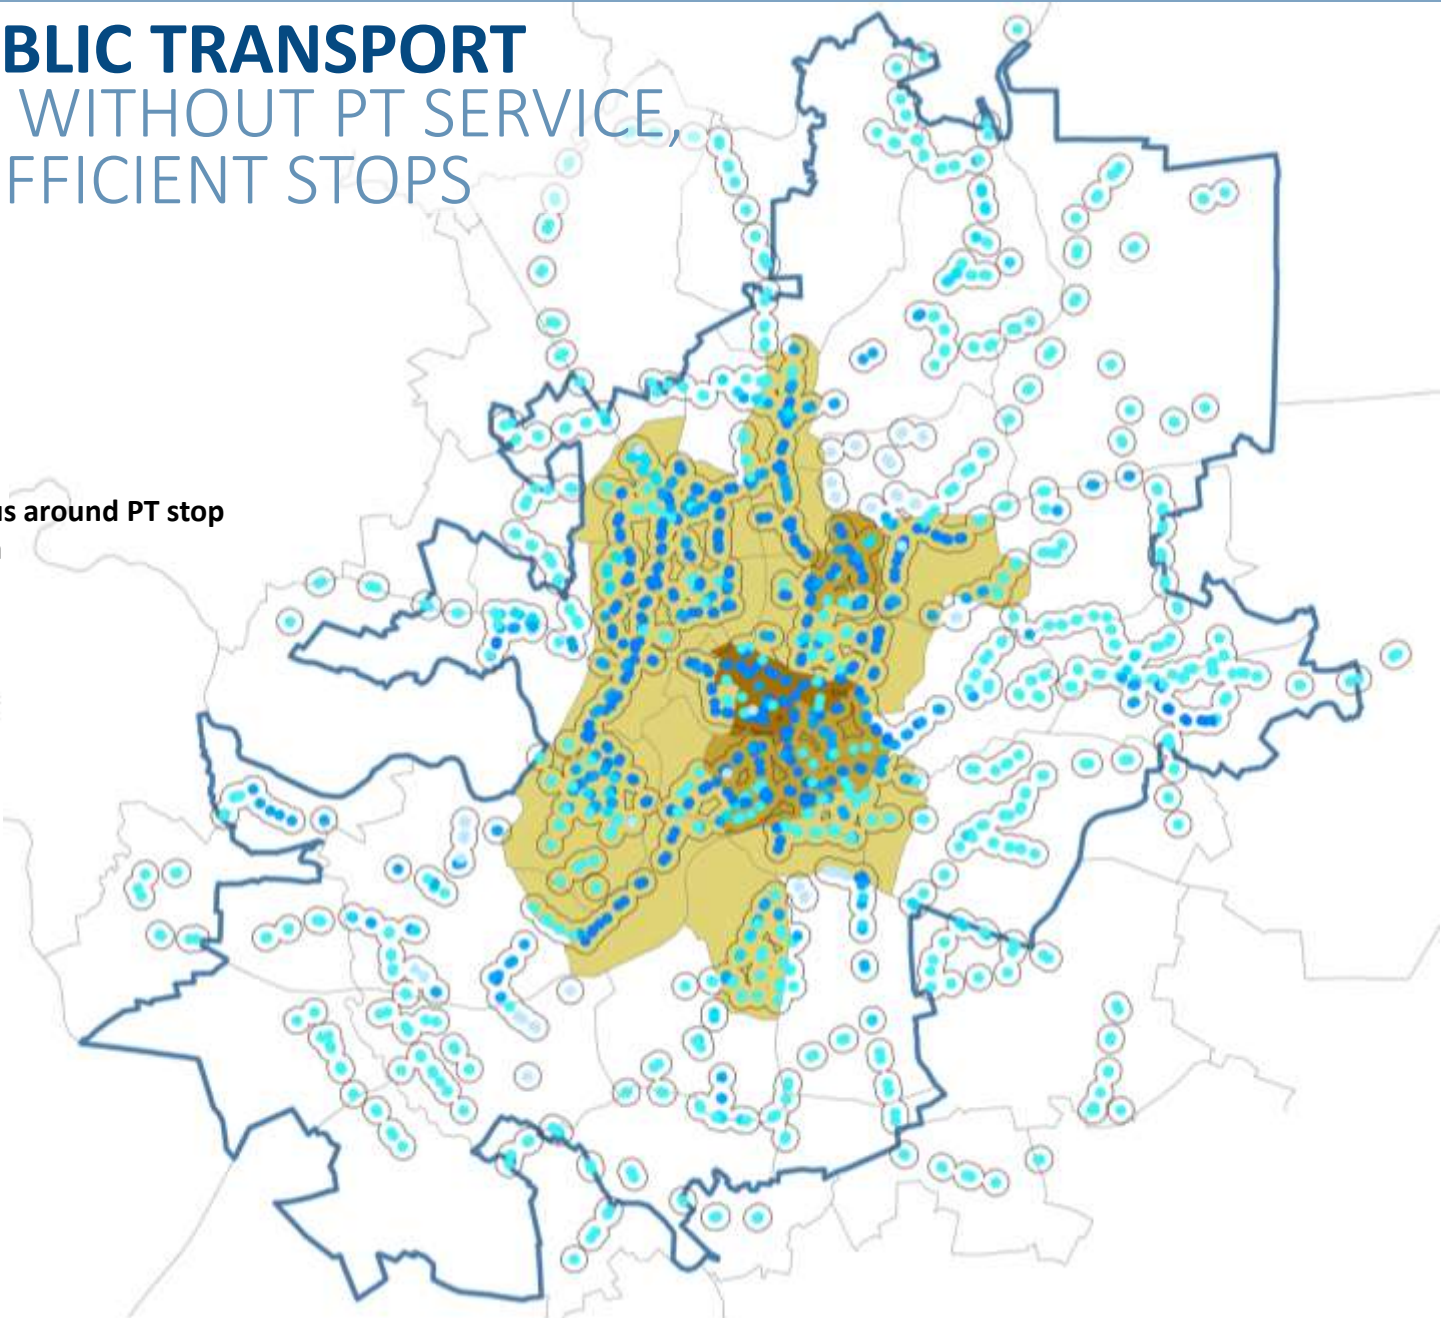 BLIC TRANSPORT
WITHOUT PT SERVICE,
FFICIENT STOPS
s around PT stop